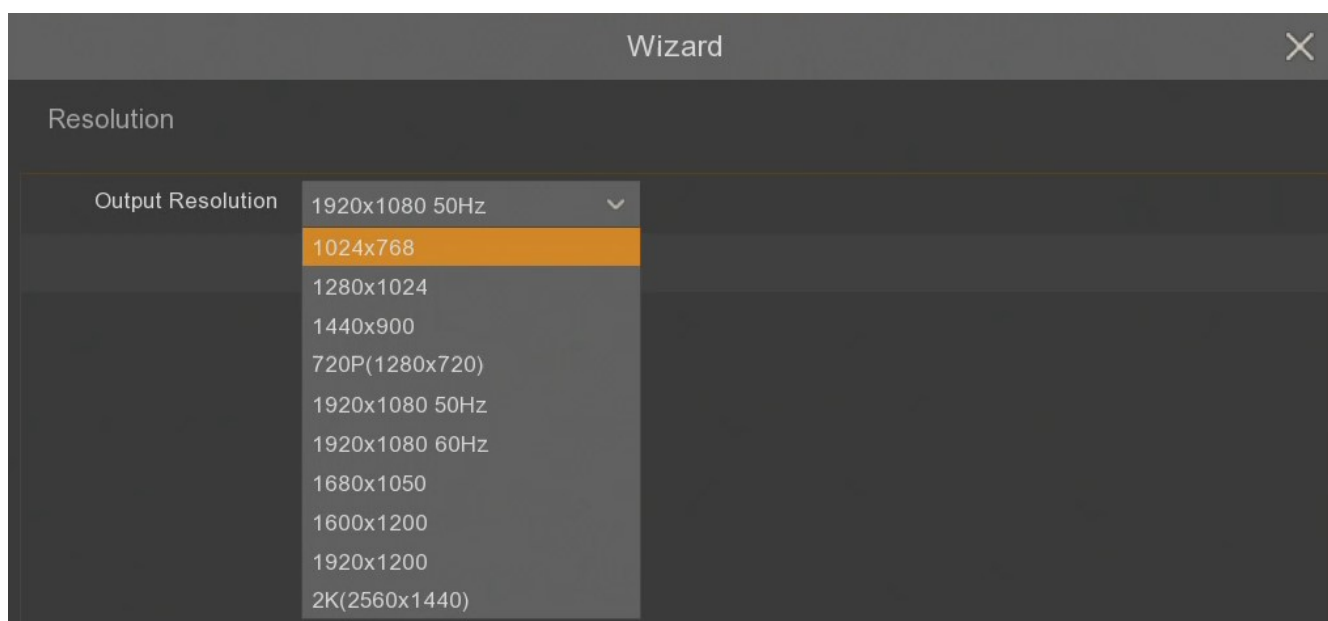 Wizard
Resolution
Output Resolution 1920x1080 50Hz
1024x768
1280x1024
1440x900
720P(1280x720)
1920x1080 50Hz
1920x1080 60Hz
1680x1050
1600x1200
1920x1200
2K(2560x1440)